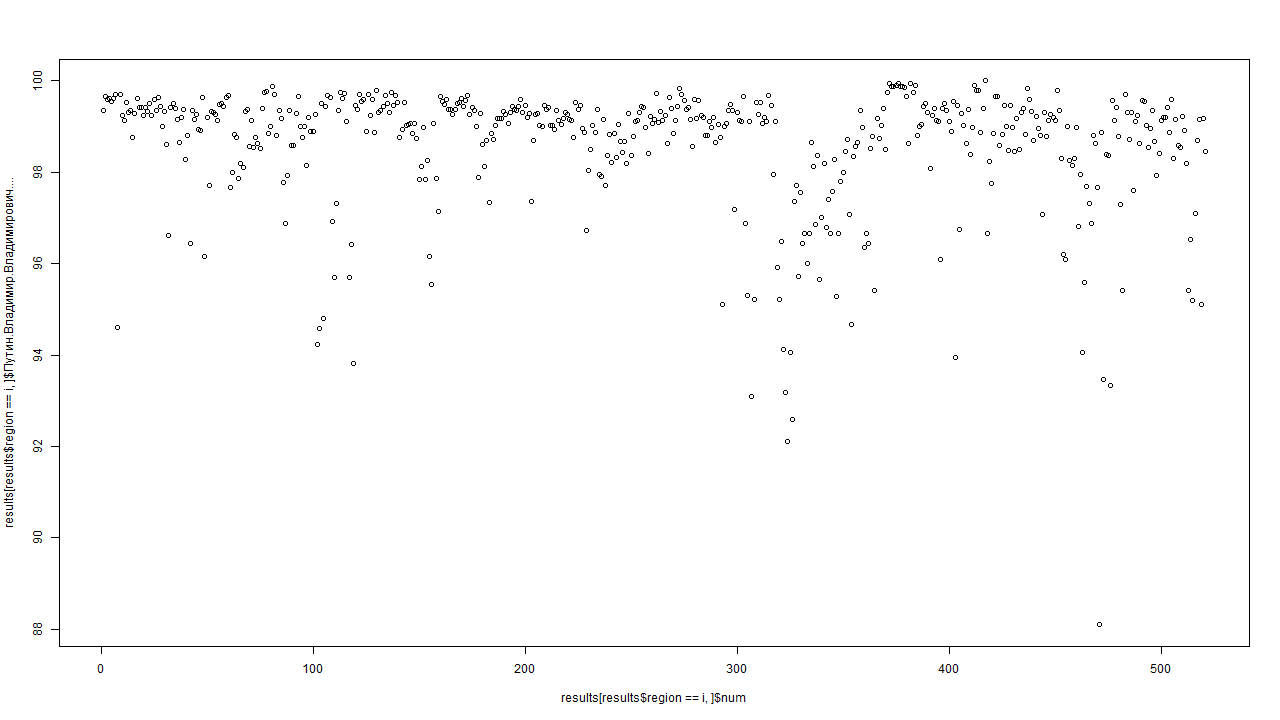 100
98
96
94
92
90
88
results[results$region == i, ]$Путин.Владимир.Владимирович....
0 100 200 300 400 500
results[results$region == i, ]$num